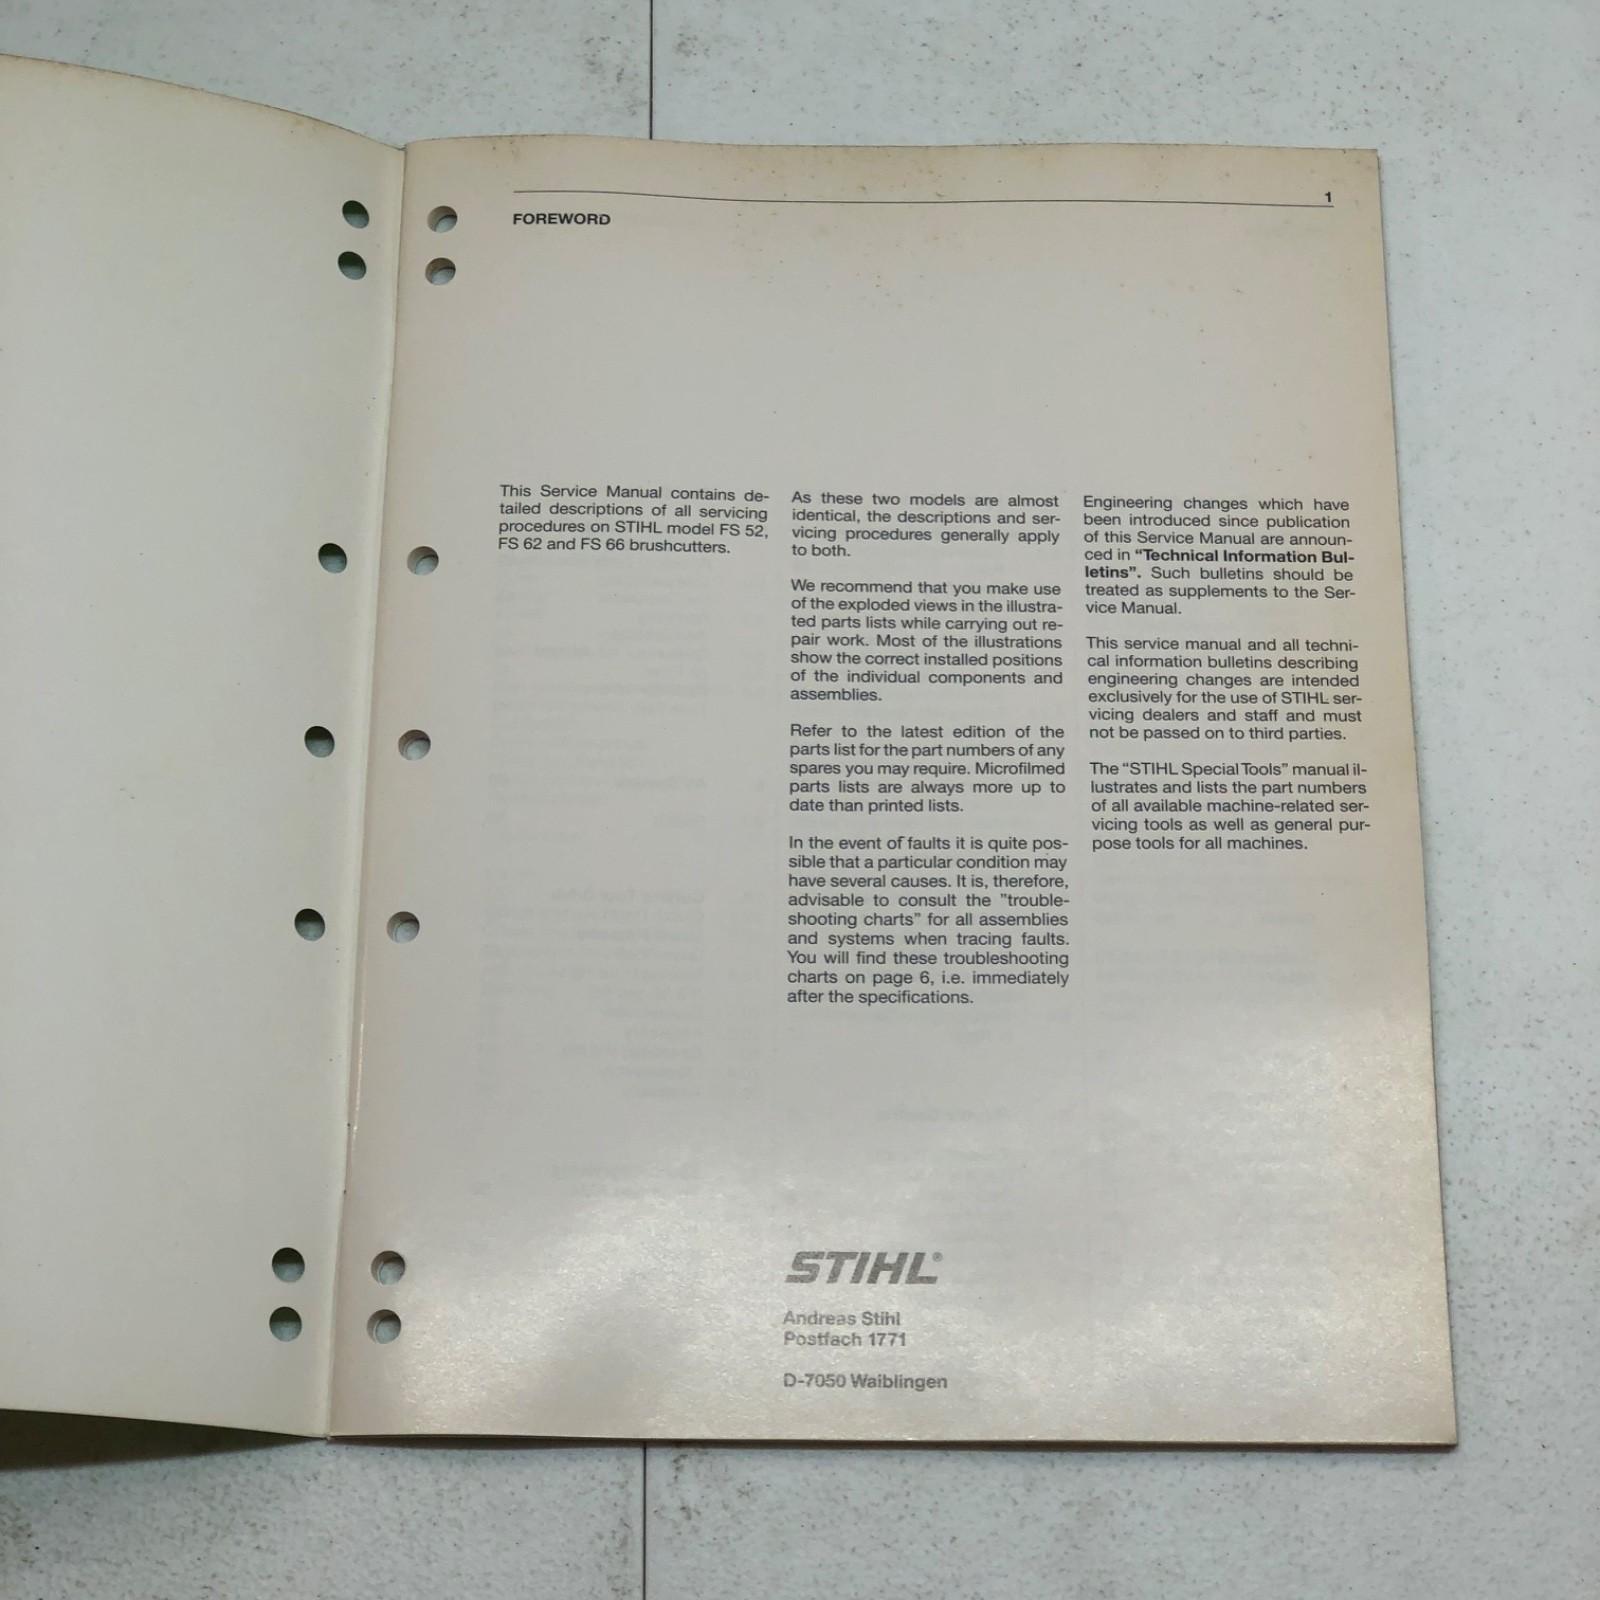 1
FOREWORD
This Service Manual contains de-
tailed descriptions of all servicing
procedures on STIHL model FS 52,
FS 62 and FS 66 brushcutters.
As these two models are almost
identical, the descriptions and ser-
vicing procedures generally apply
to both.
We recommend that you make use
of the exploded views in the illustra-
ted parts lists while carrying out re-
pair work. Most of the illustrations
show the correct installed positions
of the individual components and
assemblies.
Refer to the latest edition of the
parts list for the part numbers of any
spares you may require. Microfilmed
parts lists are always more up to
date than printed lists.
In the event of faults it is quite pos-
sible that a particular condition may
have several causes. It is, therefore,
advisable to consult the "trouble-
shooting charts" for all assemblies
and systems when tracing faults.
You will find these troubleshooting
charts on page 6, i.e. immediately
after the specifications.
Engineering changes which have
been introduced since publication
of this Service Manual are announ-
ced in “Technical Information Bul-
letins”. Such bulletins should be
treated as supplements to the Ser-
vice Manual.
This service manual and all techni-
cal information bulletins describing
engineering changes are intended
exclusively for the use of STIHL ser-
vicing dealers and staff and must
not be passed on to third parties.
The “STIHL Special Tools” manual il-
lustrates and lists the part numbers
of all available machine-related ser-
vicing tools as well as general pur-
pose tools for all machines.
STIHL®
Andreas Stihl
Postfach 1771
D-7050 Waiblingen